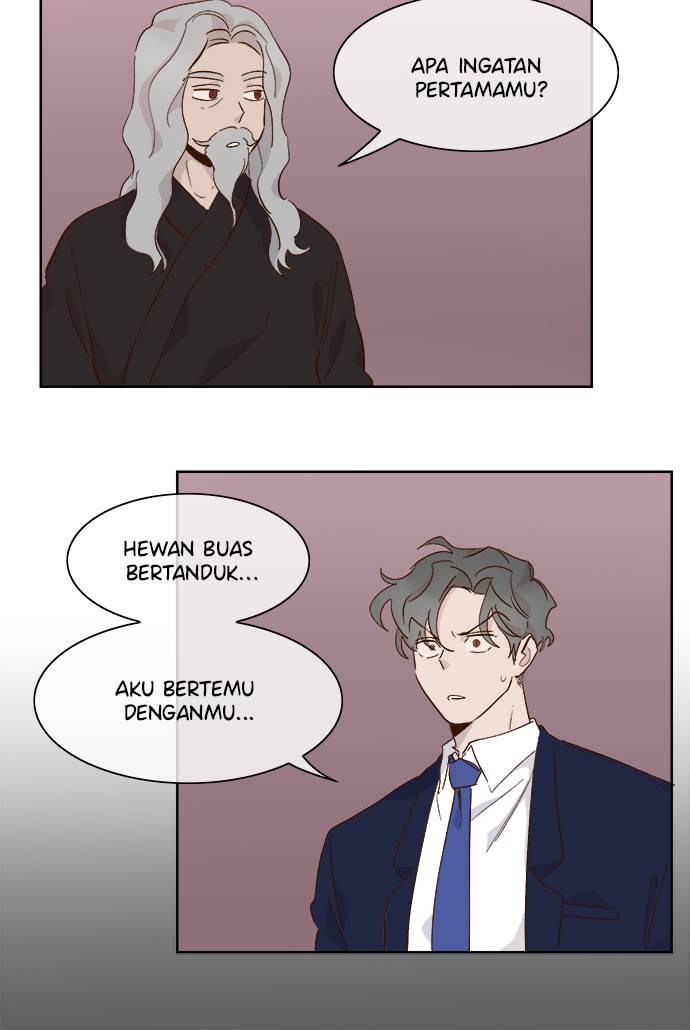 APA INGATAN
PERTAMAMU?
HEWAN BUAS
BERTANDUK...
AKU BERTEMU
DENGANMU...